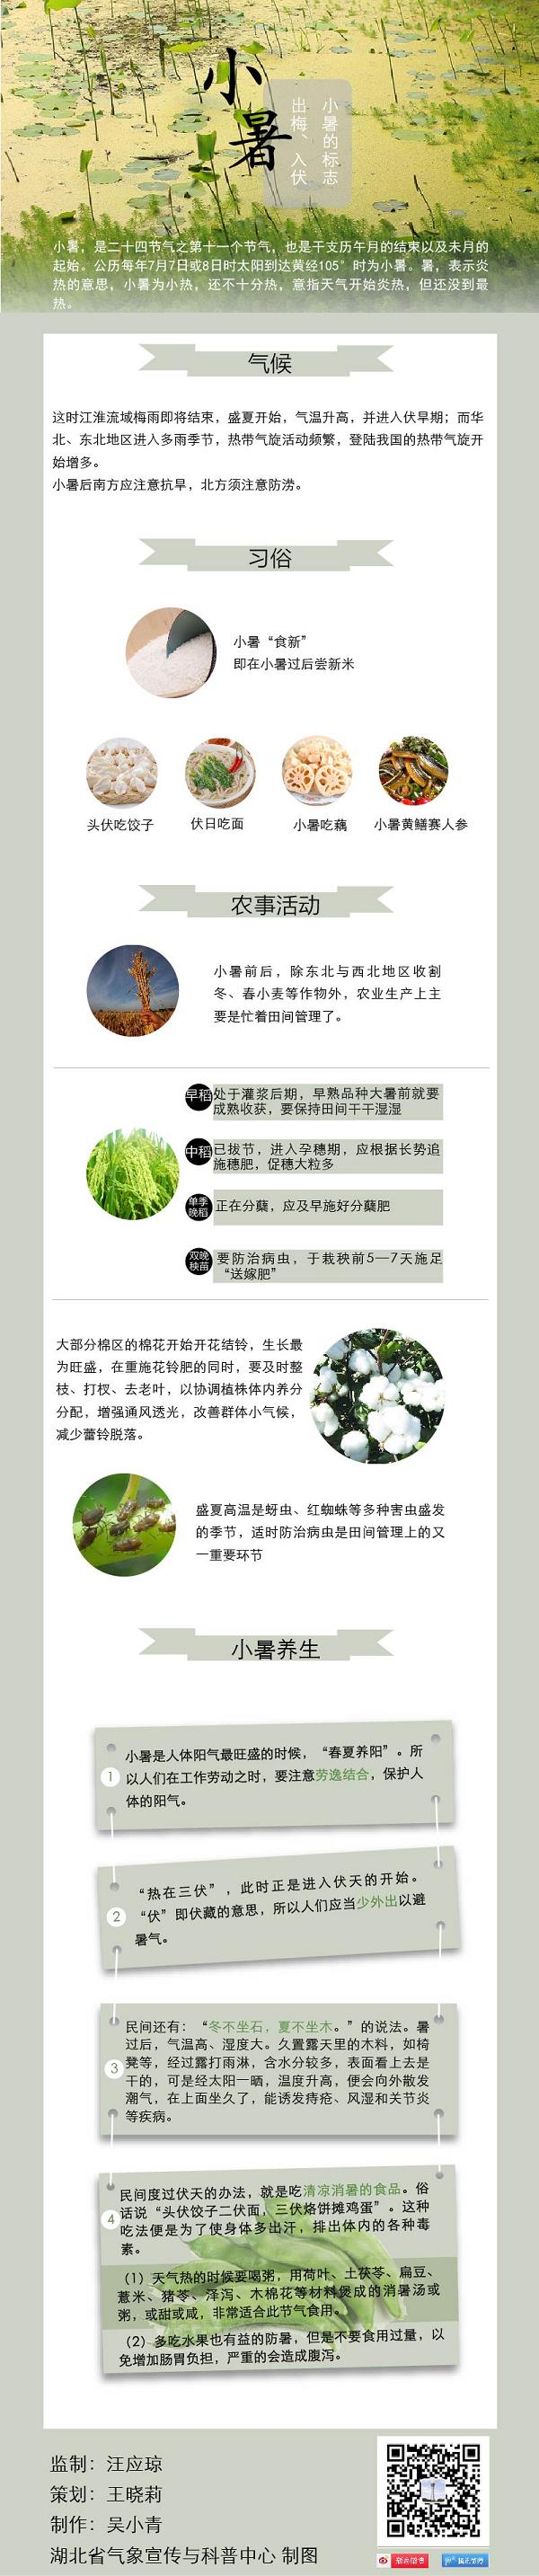 小暑
小暑的标志
出梅、入伏
小暑，是二十四节气之第十一个节气，也是干支历午月的结束以及未月的
起始。公历每年7月7日或8日时太阳到达黄经105°时为小暑。暑，表示炎
热的意思，小暑为小热，还不十分热，意指天气开始炎热，但还没到最
热。
气候
这时江淮流域梅雨即将结束，盛夏开始，气温升高，并进入伏旱期；而华
北、东北地区进入多雨季节，热带气旋活动频繁，登陆我国的热带气旋开
始增多。
小暑后南方应注意抗旱，北方须注意防涝。
习俗
小暑“食新”
即在小暑过后尝新米
头伏吃饺子
伏日吃面
小暑吃藕
小暑黄鳝赛人参
农事活动
小暑前后，除东北与西北地区收割
冬、春小麦等作物外，农业生产上主
要是忙着田间管理了。
早稻
处于灌浆后期，早熟品种大暑前就要
成熟收获，要保持田间干干湿湿
中稻
已拔节，进入孕穗期，应根据长势追
施穗肥，促穗大粒多
单季
晚稻
正在分蘖，应及早施好分蘖肥
双晚
秧苗
要防治病虫，于栽秧前5—7天施足
“送嫁肥”
大部分棉区的棉花开始开花结铃，生长最
为旺盛，在重施花铃肥的同时，要及时整
枝、打杈、去老叶，以协调植株体内养分
分配，增强通风透光，改善群体小气候，
减少蕾铃脱落。
盛夏高温是蚜虫、红蜘蛛等多种害虫盛发
的季节，适时防治病虫是田间管理上的又
一重要环节
小暑养生
1
小暑是人体阳气最旺盛的时候，“春夏养阳”。所
以人们在工作劳动之时，要注意劳逸结合，保护人
体的阳气。
2
“热在三伏”，此时正是进入伏天的开始。
“伏”即伏藏的意思，所以人们应当少外出以避
暑气。
3
民间还有：“冬不坐石，夏不坐木。”的说法。暑
过后，气温高、湿度大。久置露天里的木料，如椅
凳等，经过露打雨淋，含水分较多，表面看上去是
干的，可是经太阳一晒，温度升高，便会向外散发
潮气，在上面坐久了，能诱发痔疮、风湿和关节炎
等疾病。
4
民间度过伏天的办法，就是吃清凉消暑的食品。俗
话说“头伏饺子二伏面，三伏烙饼摊鸡蛋”。这种
吃法便是为了使身体多出汗，排出体内的各种毒
素。
（1）天气热的时候要喝粥，用荷叶、土茯苓、扁豆、
薏米、猪苓、泽泻、木棉花等材料煲成的消暑汤或
粥，或甜或咸，非常适合此节气食用。
（2）多吃水果也有益的防暑，但是不要食用过量，以
免增加肠胃负担，严重的会造成腹泻。
监制：汪应琼
策划：王晓莉
制作：吴小青
湖北省气象宣传与科普中心 制图